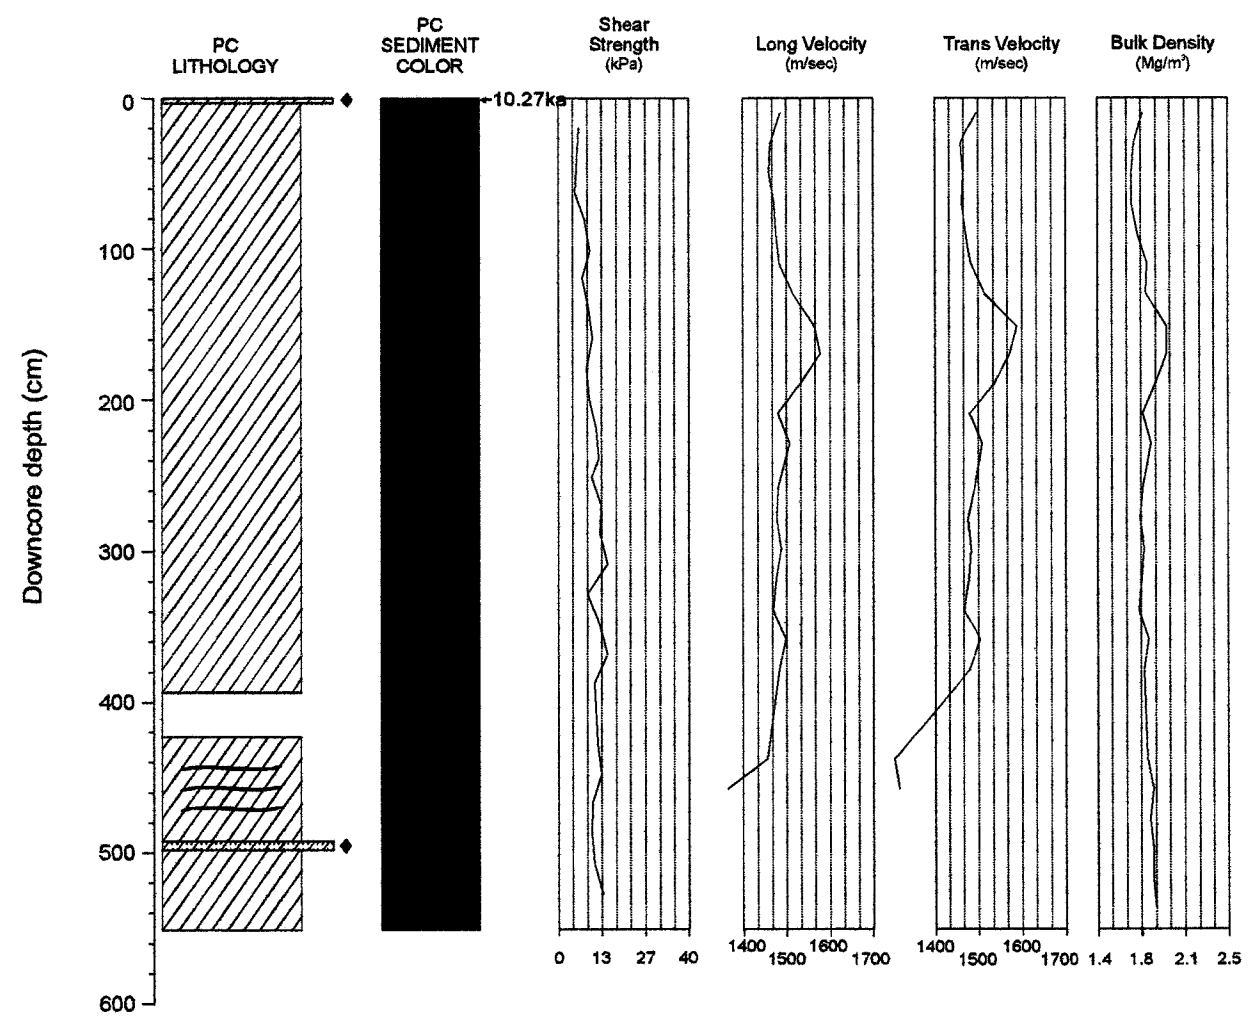 PC
LITHOLOGY
PC
SEDIMENT
COLOR
Shear
Strength
(kPa)
Long Velocity
(m/sec)
Trans Velocity
(m/sec)
Bulk Density
(Mg/m³)
10.27ka
Downcore depth (cm)
0
100
200
300
400
500
600
0 13 27 40
1400 1500 1600 1700
1400 1500 1600 1700
1.4 1.8 2.1 2.5